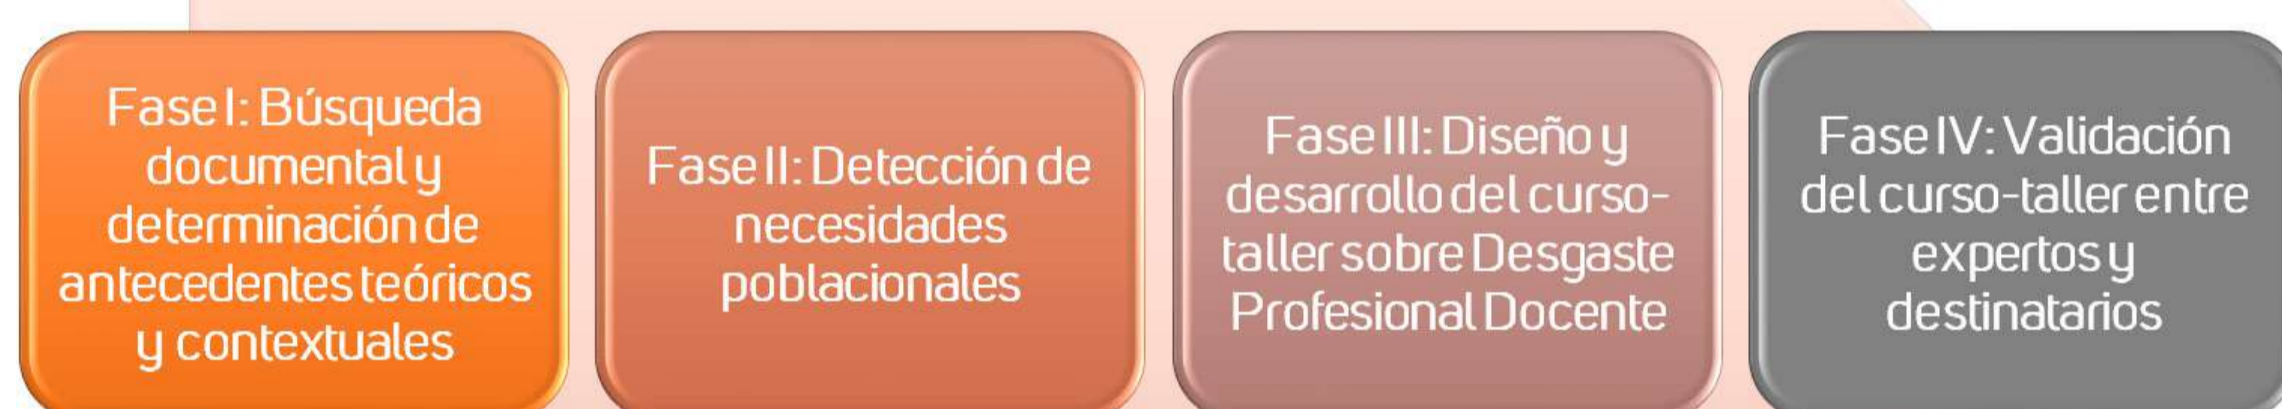 Fase I: Búsqueda
documental y
determinación de
antecedentes teóricos
y contextuales
Fase II: Detección de
necesidades
poblacionales
Fase III: Diseño y
desarrollo del curso-
taller sobre Desgaste
Profesional Docente
Fase IV: Validación
del curso-taller entre
expertos y
destinatarios